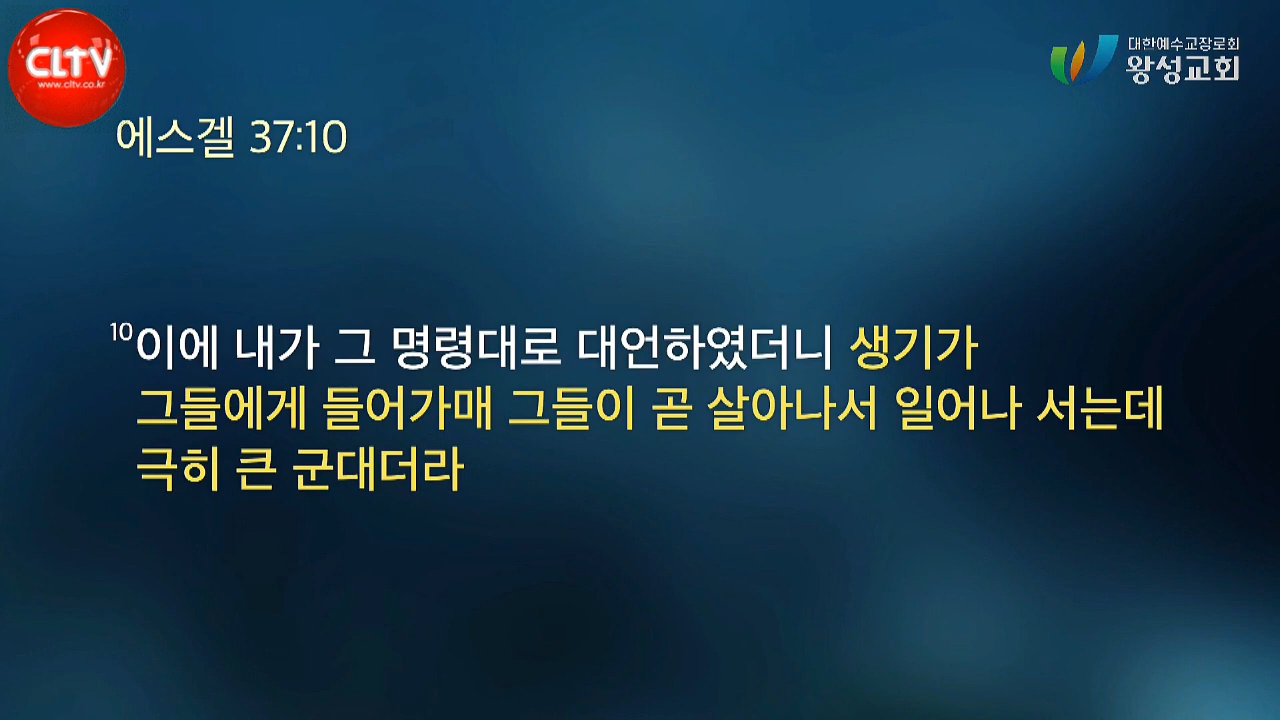 CLTV
www.cltv.co.kr
대한예수교장로회
왕성교회
에스겔 37:10
10 이에 내가 그 명령대로 대언하였더니 생기가
그들에게 들어가매 그들이 곧 살아나서 일어나 서는데
극히 큰 군대더라